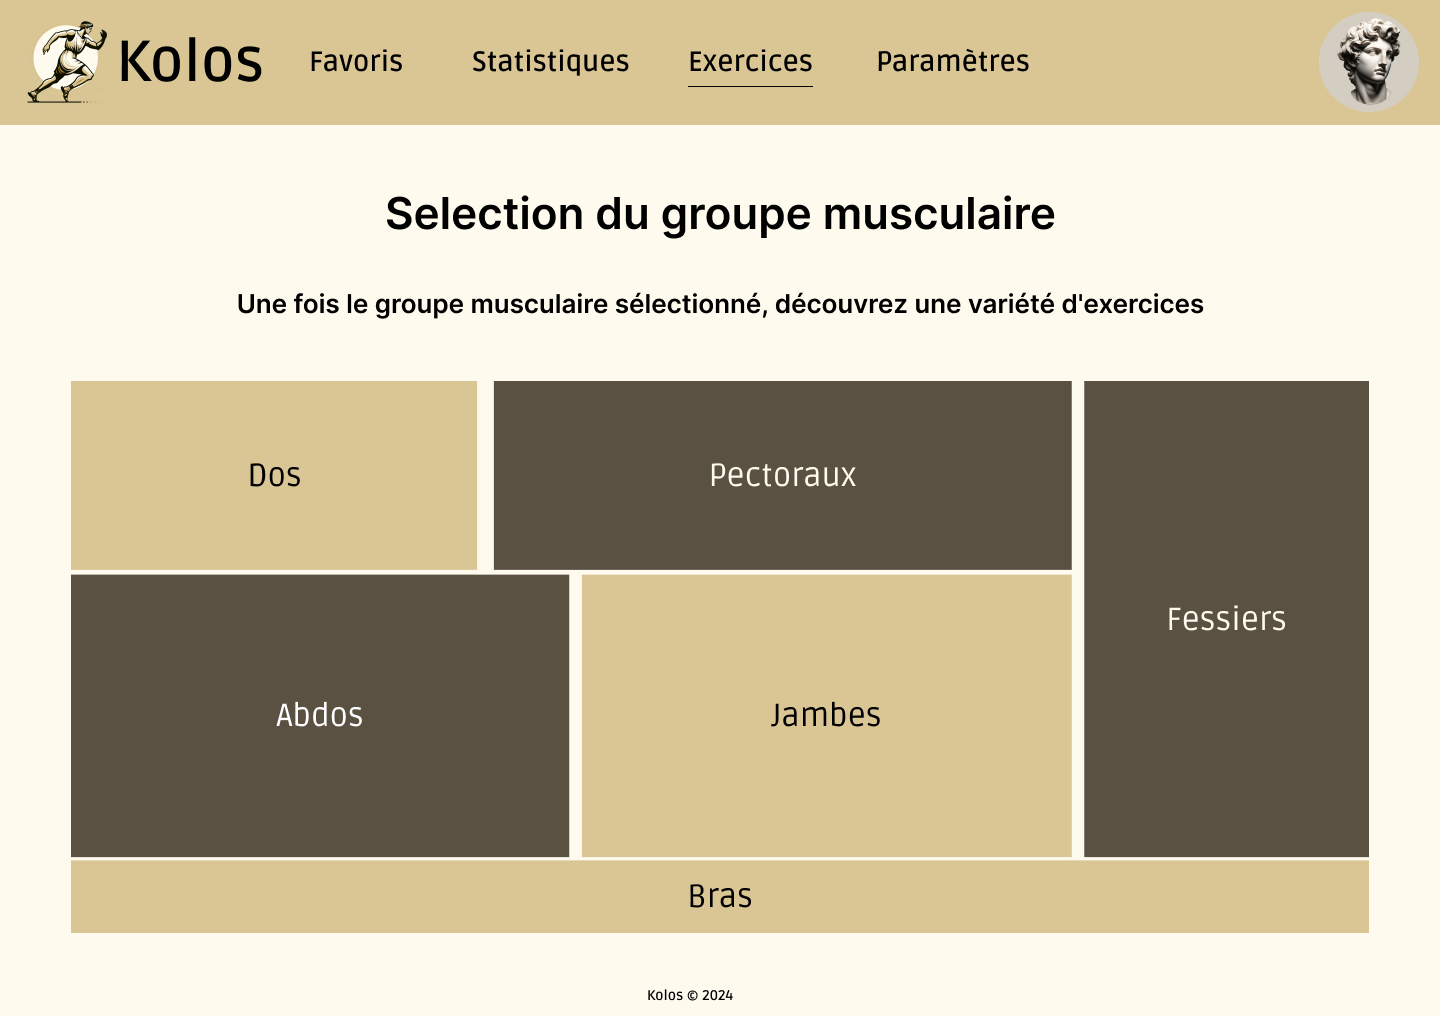 Kolos
Favoris
Statistiques
Exercices
Paramètres
Selection du groupe musculaire
Une fois le groupe musculaire sélectionné, découvrez une variété d'exercices
Dos
Pectoraux
Fessiers
Abdos
Jambes
Bras
Kolos © 2024